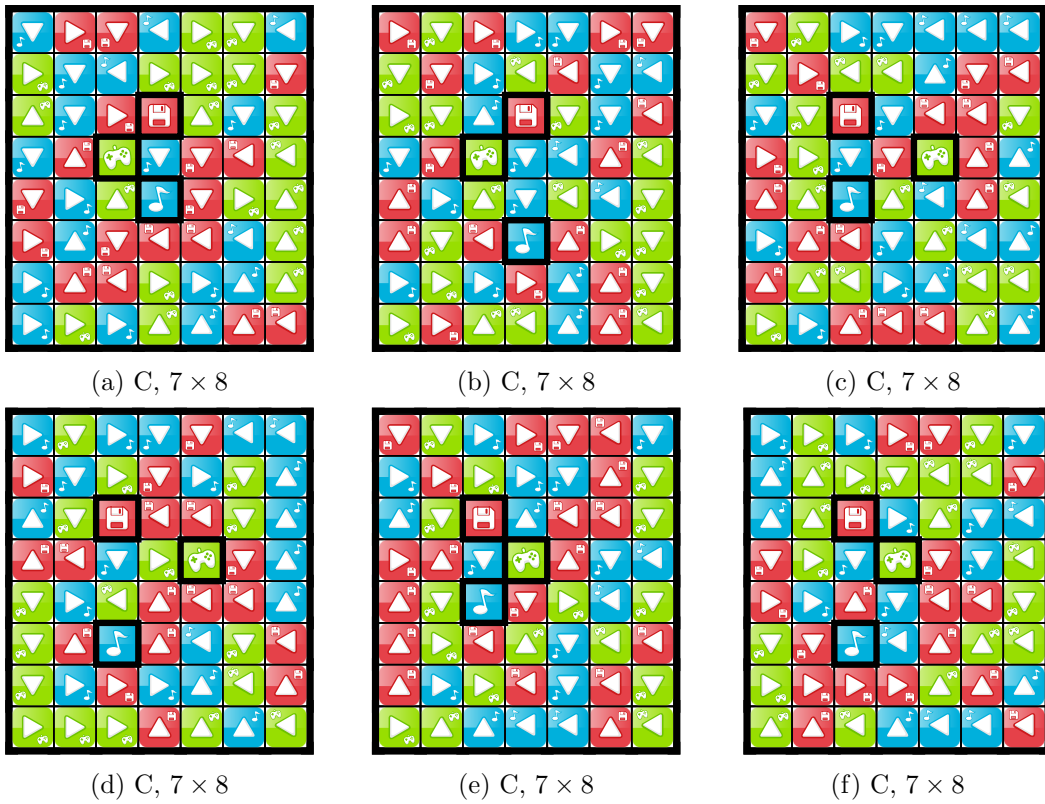 (a) C, 7 × 8
(b) C, 7 × 8
(c) C, 7 × 8
(d) C, 7 × 8
(e) C, 7 × 8
(f) C, 7 × 8